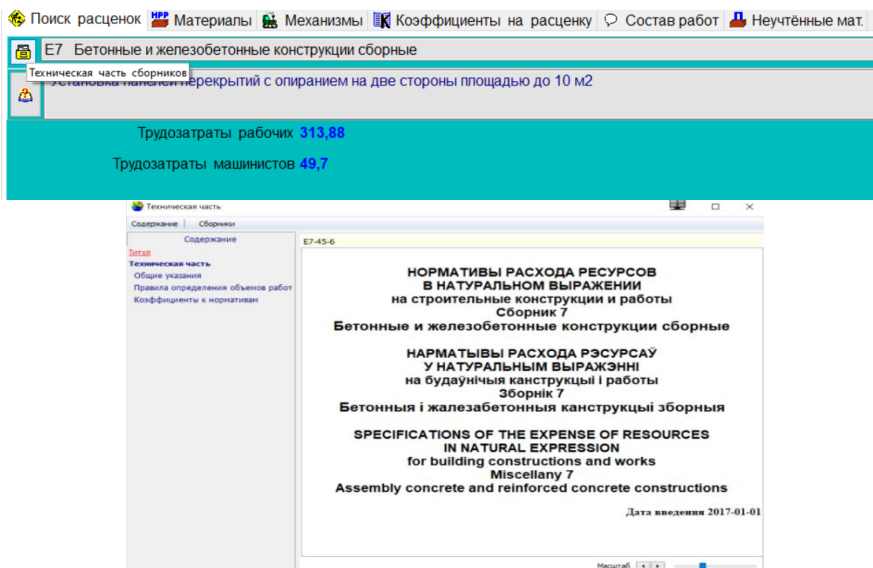 Поиск расценок НРР Материалы Механизмы К Коэффициенты на расценку Состав работ Неучтённые мат.
Е7 Бетонные и железобетонные конструкции сборные
Техническая часть сборников
Установка панелей перекрытий с опиранием на две стороны площадью до 10 м2
Трудозатраты рабочих 313,88
Трудозатраты машинистов 49,7
Техническая часть
Содержание Сборники
Содержание
Титул
Техническая часть
Общие указания
Правила определения объемов работ
Коэффициенты к нормативам
Е7-45-6
НОРМАТИВЫ РАСХОДА РЕСУРСОВ
В НАТУРАЛЬНОМ ВЫРАЖЕНИИ
на строительные конструкции и работы
Сборник 7
Бетонные и железобетонные конструкции сборные
НАРМАТЫВЫ РАСХОДА РЭСУРСАЎ
У НАТУРАЛЬНЫМ ВЫРАЖЭННІ
на будаўнічыя канструкцыі і работы
Зборнік 7
Бетонныя і жалезабетонныя канструкцыі зборныя
SPECIFICATIONS OF THE EXPENSE OF RESOURCES
IN NATURAL EXPRESSION
for building constructions and works
Miscellany 7
Assembly concrete and reinforced concrete constructions
Дата введения 2017-01-01
Масштаб